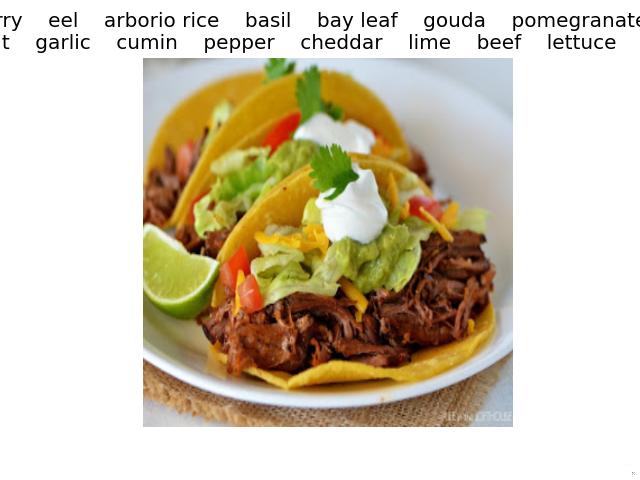 rry eel arborio rice basil bay leaf gouda pomegranate
t garlic cumin pepper cheddar lime beef lettuce